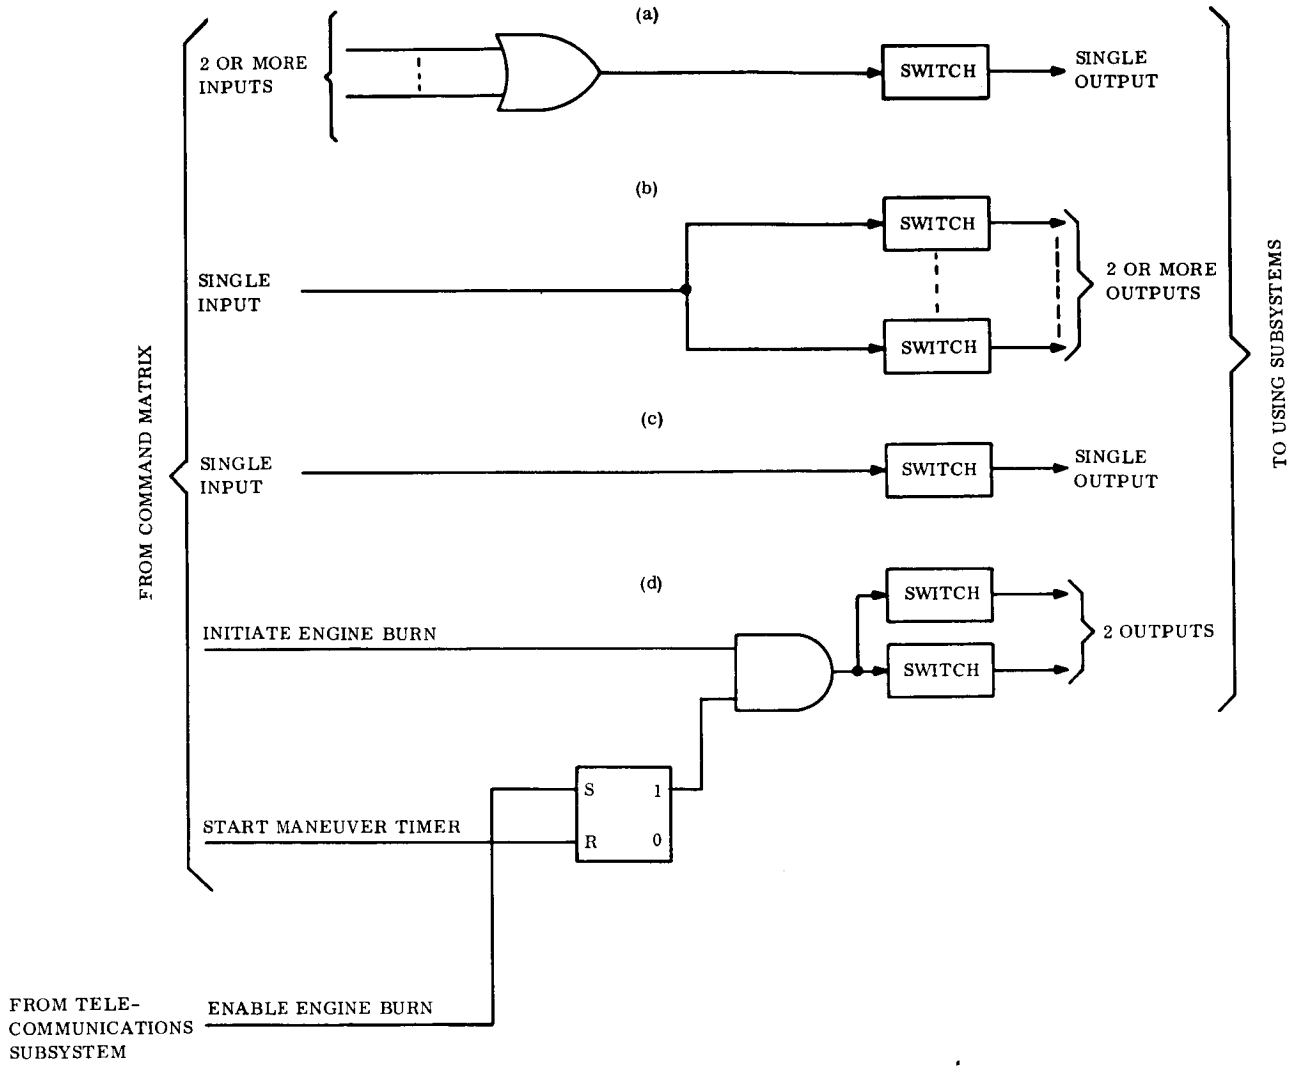 (a)
2 OR MORE
INPUTS
SWITCH
SINGLE
OUTPUT
(b)
SINGLE
INPUT
SWITCH
SWITCH
2 OR MORE
OUTPUTS
(c)
SINGLE
INPUT
SWITCH
SINGLE
OUTPUT
(d)
INITIATE ENGINE BURN
SWITCH
SWITCH
2 OUTPUTS
S 1
START MANEUVER TIMER
R 0
FROM TELE-
COMMUNICATIONS
SUBSYSTEM
ENABLE ENGINE BURN
FROM COMMAND MATRIX
TO USING SUBSYSTEMS